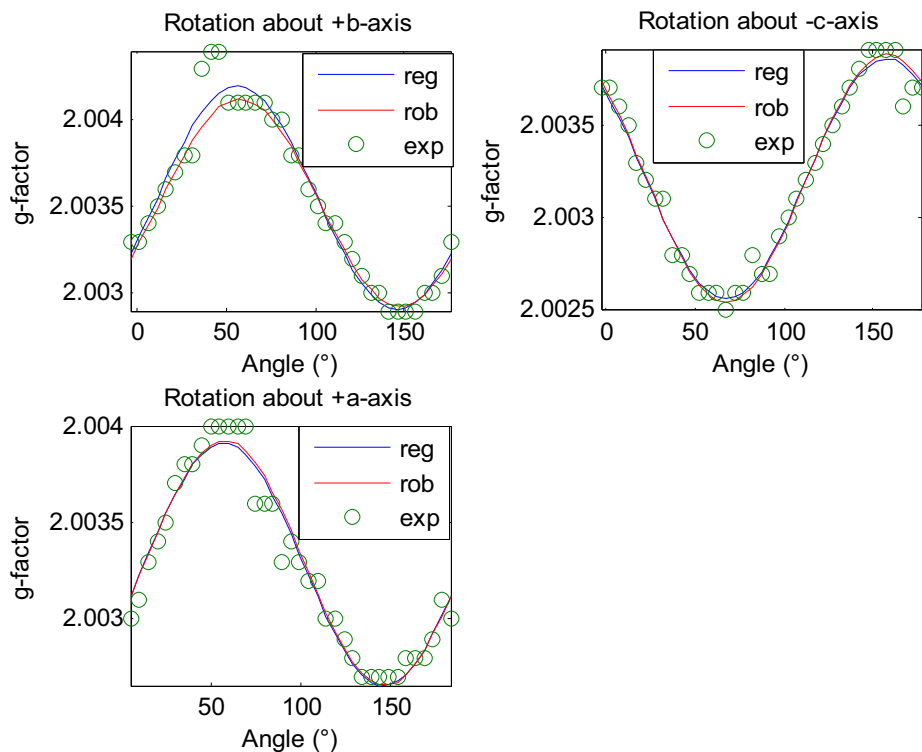 Rotation about +b-axis
g-factor
2.004
2.0035
2.003
0
50
100
150
Angle (°)
reg
rob
exp
Rotation about -c-axis
g-factor
2.0035
2.003
2.0025
0
50
100
150
Angle (°)
reg
rob
exp
Rotation about +a-axis
g-factor
2.004
2.0035
2.003
50
100
150
Angle (°)
reg
rob
exp